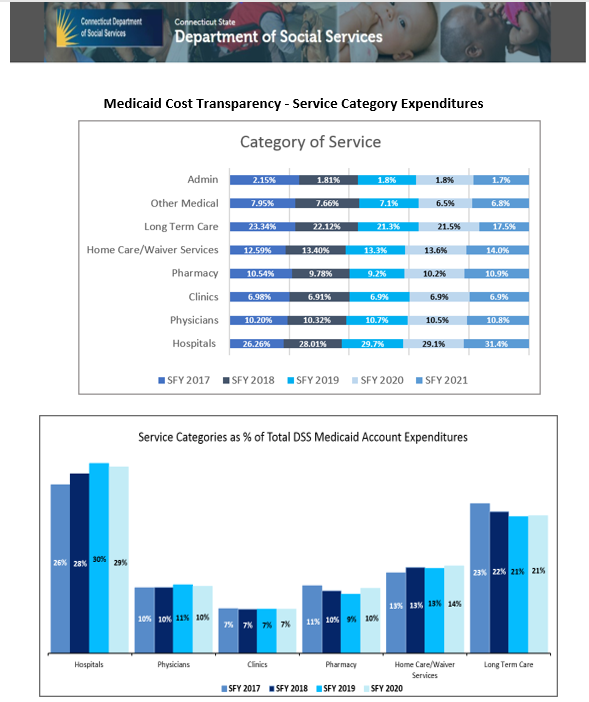 Connecticut Department
of Social Services
Connecticut State
Department of Social Services
Medicaid Cost Transparency - Service Category Expenditures
Category of Service
Admin 2.15% 1.81% 1.8% 1.8% 1.7%
Other Medical 7.95% 7.66% 7.1% 6.5% 6.8%
Long Term Care 23.34% 22.12% 21.3% 21.5% 17.5%
Home Care/Waiver Services 12.59% 13.40% 13.3% 13.6% 14.0%
Pharmacy 10.54% 9.78% 9.2% 10.2% 10.9%
Clinics 6.98% 6.91% 6.9% 6.9% 6.9%
Physicians 10.20% 10.32% 10.7% 10.5% 10.8%
Hospitals 26.26% 28.01% 29.7% 29.1% 31.4%
SFY 2017 SFY 2018 SFY 2019 SFY 2020 SFY 2021
Service Categories as % of Total DSS Medicaid Account Expenditures
26% 28% 30% 29%
10% 10% 11% 10%
7% 7% 7% 7%
11% 10% 9% 10%
13% 13% 13% 14%
23% 22% 21% 21%
Hospitals Physicians Clinics Pharmacy Home Care/Waiver Long Term Care
Services
SFY 2017 SFY 2018 SFY 2019 SFY 2020